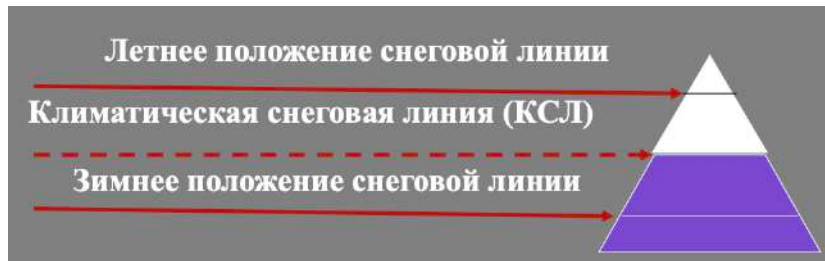 Летнее положение снеговой линии
Климатическая снеговая линия (КСЛ)
Зимнее положение снеговой линии